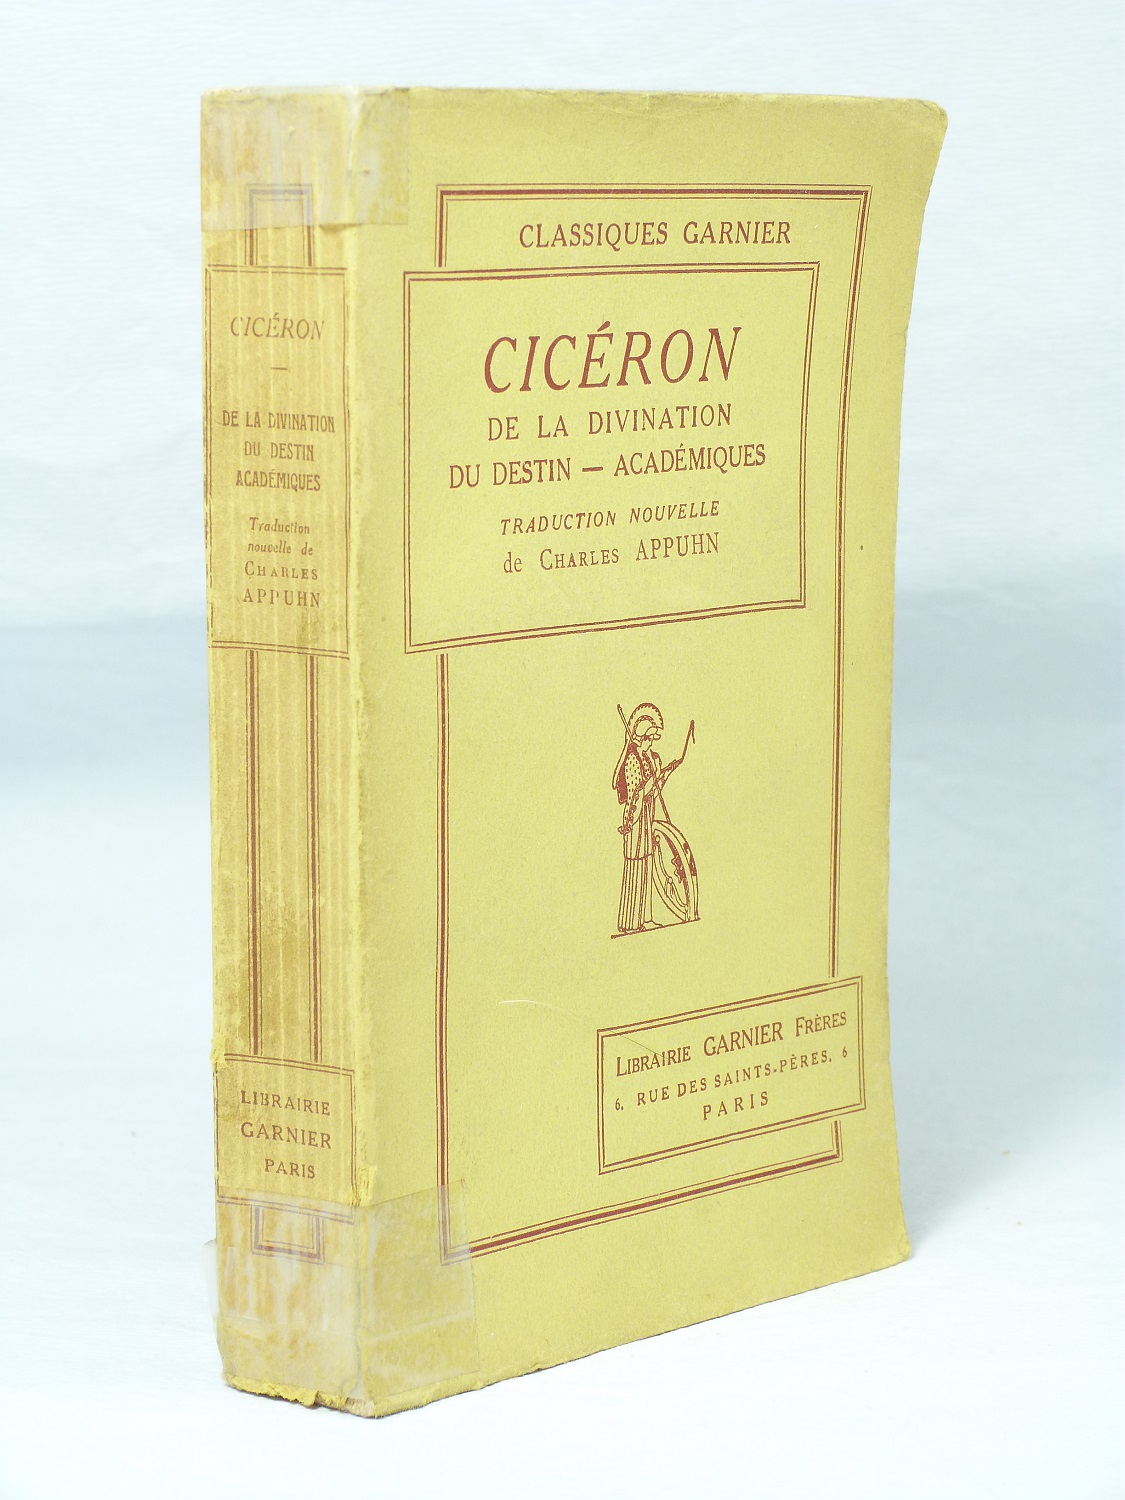 CICÉRON
DE LA DIVINATION
DU DESTIN
ACADÉMIQUES
Traduction
nouvelle de
CHARLES
APPUHN
LIBRAIRIE
GARNIER
PARIS
CLASSIQUES GARNIER
CICÉRON
DE LA DIVINATION
DU DESTIN — ACADÉMIQUES
TRADUCTION NOUVELLE
de CHARLES APPUHN
LIBRAIRIE GARNIER FRÈRES
6, RUE DES SAINTS-PÈRES, 6
PARIS